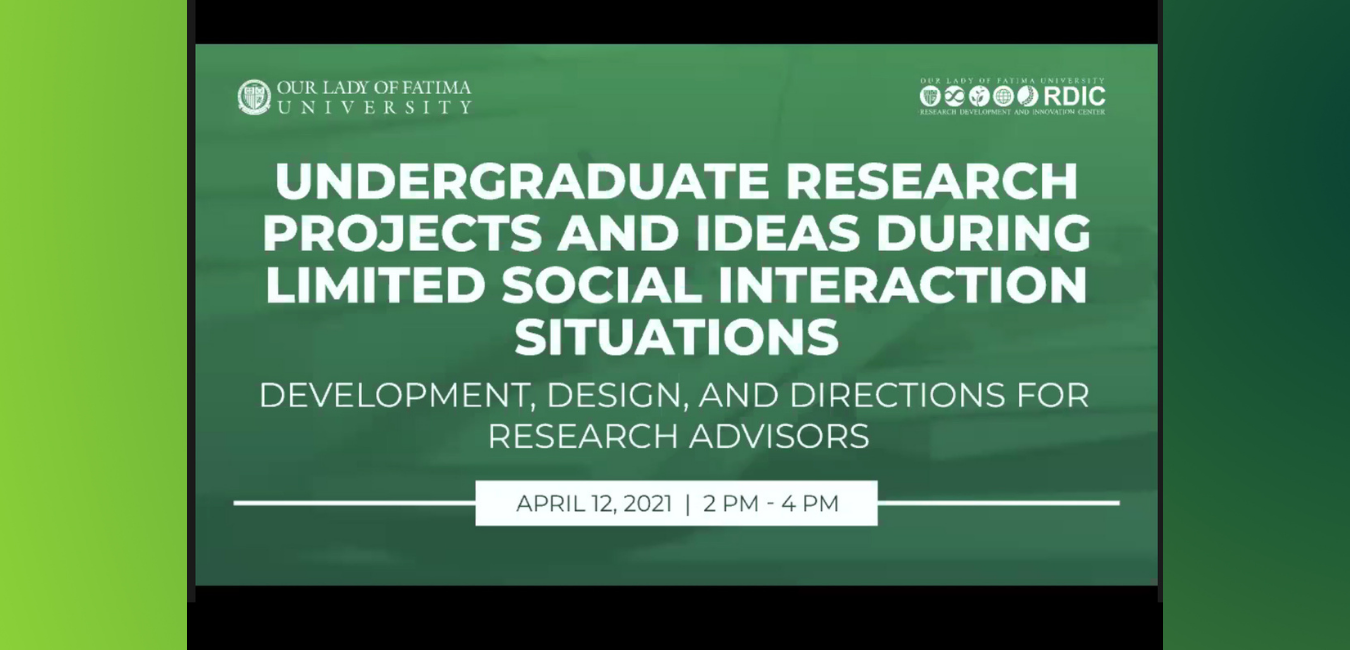 OUR LADY OF FATIMA
UNIVERSITY
OUR LADY OF FATIMA UNIVERSITY
RDIC
RESEARCH DEVELOPMENT AND INNOVATION CENTER
UNDERGRADUATE RESEARCH
PROJECTS AND IDEAS DURING
LIMITED SOCIAL INTERACTION
SITUATIONS
DEVELOPMENT, DESIGN, AND DIRECTIONS FOR
RESEARCH ADVISORS
APRIL 12, 2021 | 2 PM - 4 PM